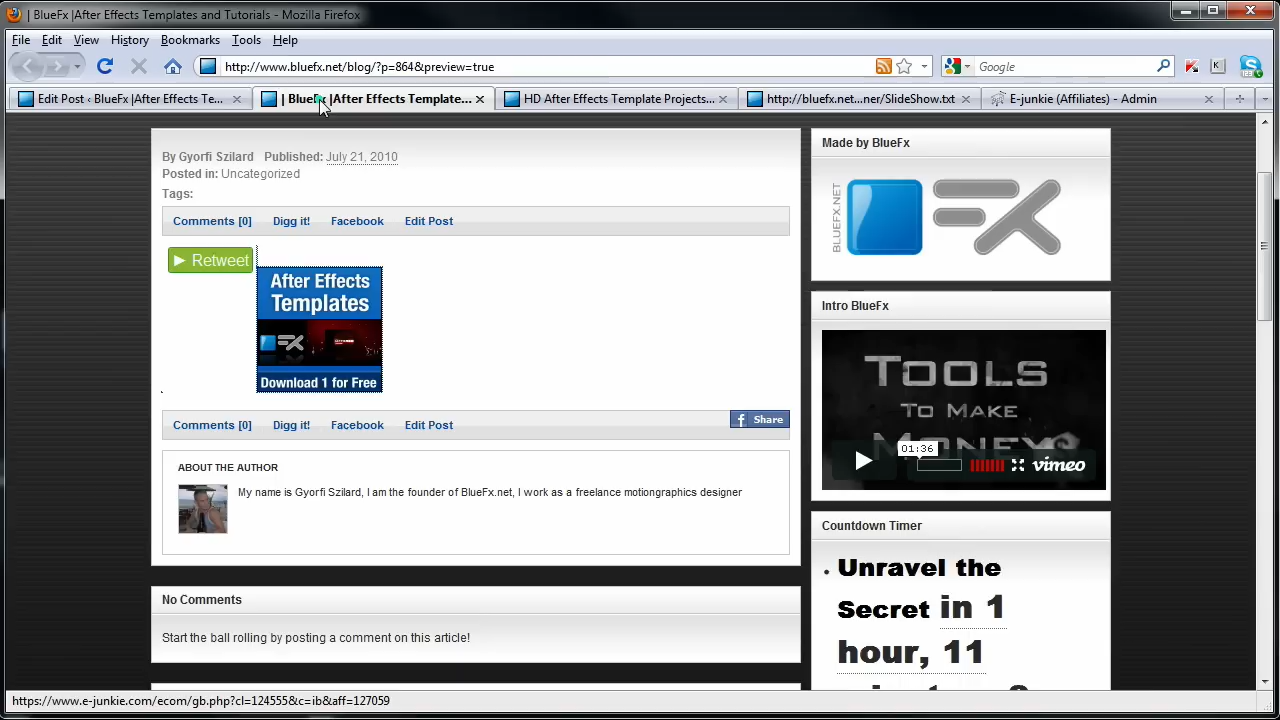 | BlueFx |After Effects Templates and Tutorials - Mozilla Firefox
File Edit View History Bookmarks Tools Help
http://www.bluefx.net/blog/?p=864&preview=true
Google
Edit Post ‹ BlueFx |After Effects Te...
| BlueFx |After Effects Template...
HD After Effects Template Projects...
http://bluefx.net...ner/SlideShow.txt
E-junkie (Affiliates) - Admin
By Gyorfi Szilard Published: July 21, 2010
Posted in: Uncategorized
Tags:
Comments [0] Digg it! Facebook Edit Post
Retweet
After Effects
Templates
FX
Download 1 for Free
Comments [0] Digg it! Facebook Edit Post
Share
ABOUT THE AUTHOR
My name is Gyorfi Szilard, I am the founder of BlueFx.net, I work as a freelance motiongraphics designer
No Comments
Start the ball rolling by posting a comment on this article!
Made by BlueFx
BLUEFX.NET
FX
Intro BlueFx
TOOLS
TO MAKE
MONEY
01:36
vimeo
Countdown Timer
Unravel the
Secret in 1
hour, 11
https://www.e-junkie.com/ecom/gb.php?cl=124555&c=ib&aff=127059